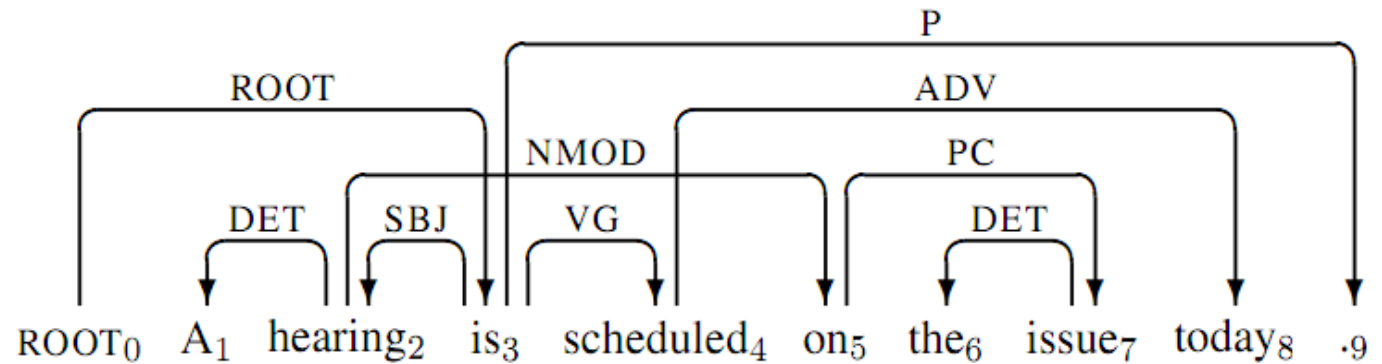 P
ROOT ADV
NMOD PC
DET SBJ VG DET
ROOT₀ A₁ hearing₂ is₃ scheduled₄ on₅ the₆ issue₇ today₈ .₉